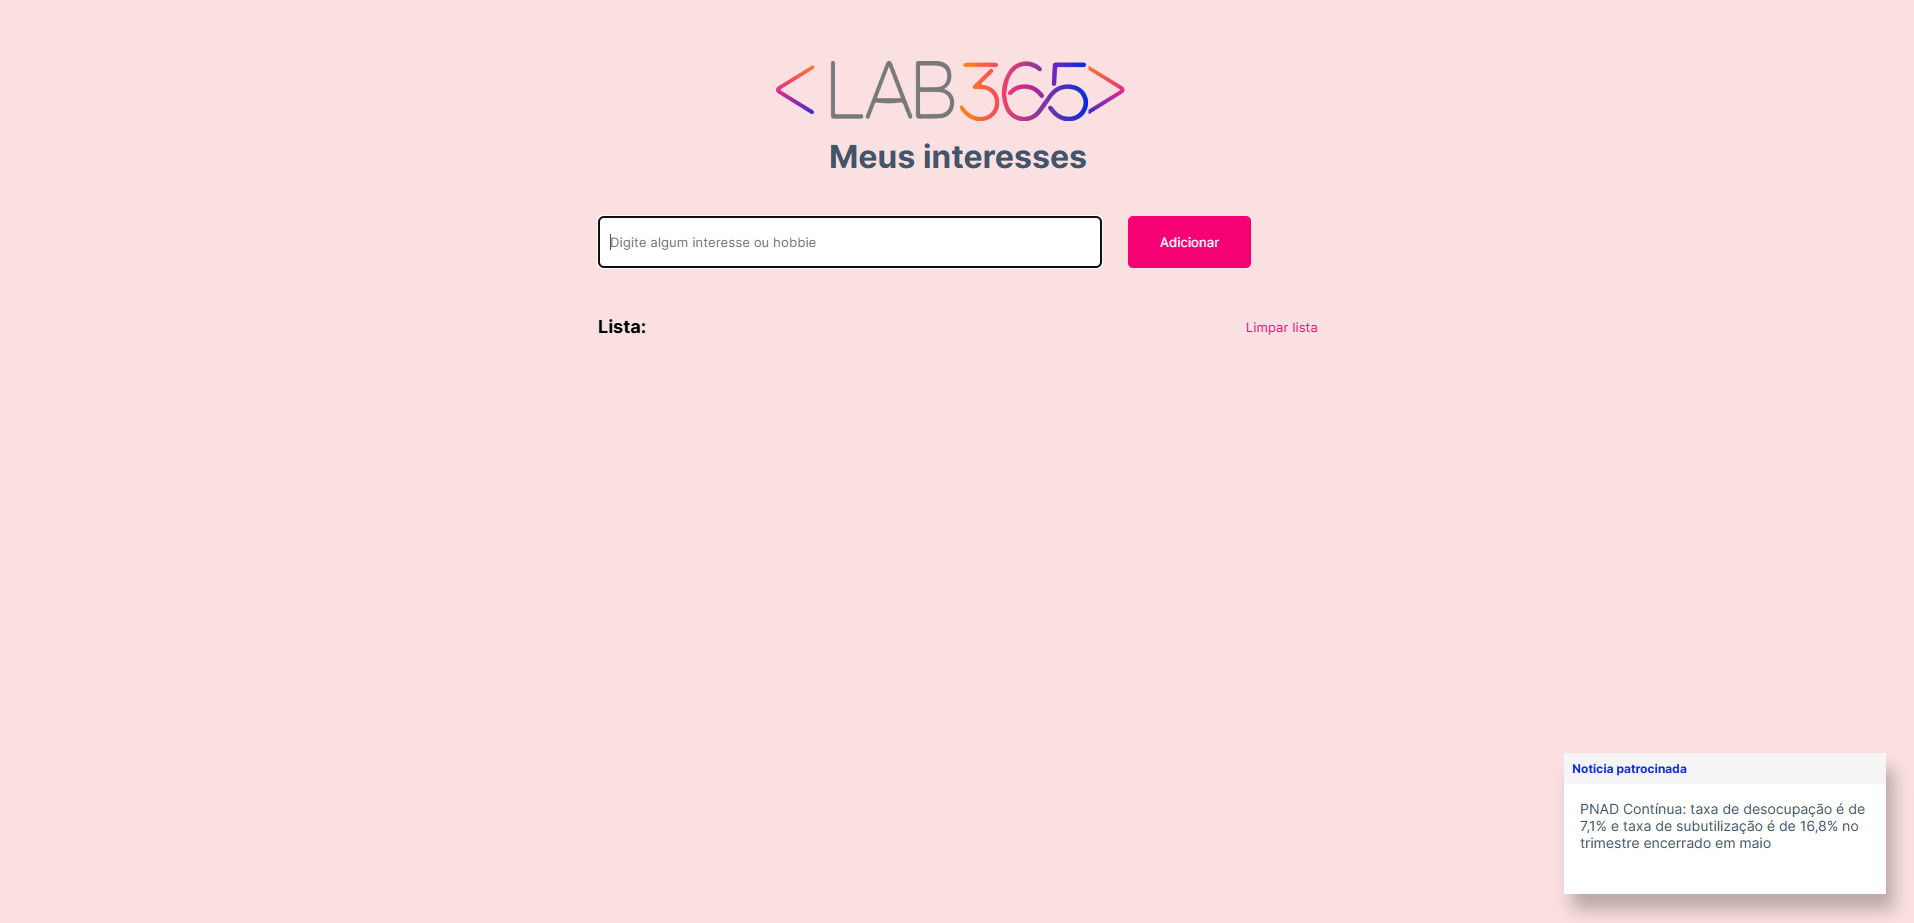 <LAB365>
Meus interesses
Digite algum interesse ou hobbie
Adicionar
Lista:
Limpar lista
Noticia patrocinada
PNAD Contínua: taxa de desocupação é de
7,1% e taxa de subutilização é de 16,8% no
trimestre encerrado em maio